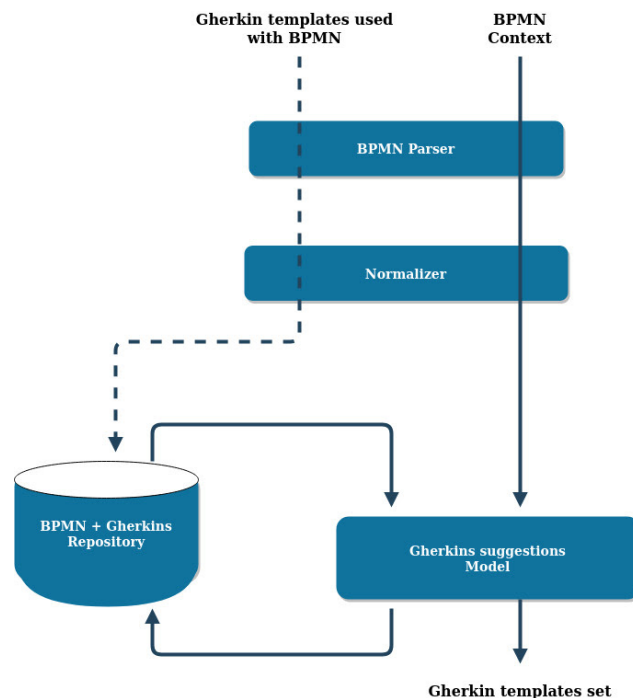 Gherkin templates used
with BPMN
BPMN
Context
BPMN Parser
Normalizer
BPMN + Gherkins
Repository
Gherkins suggestions
Model
Gherkin templates set